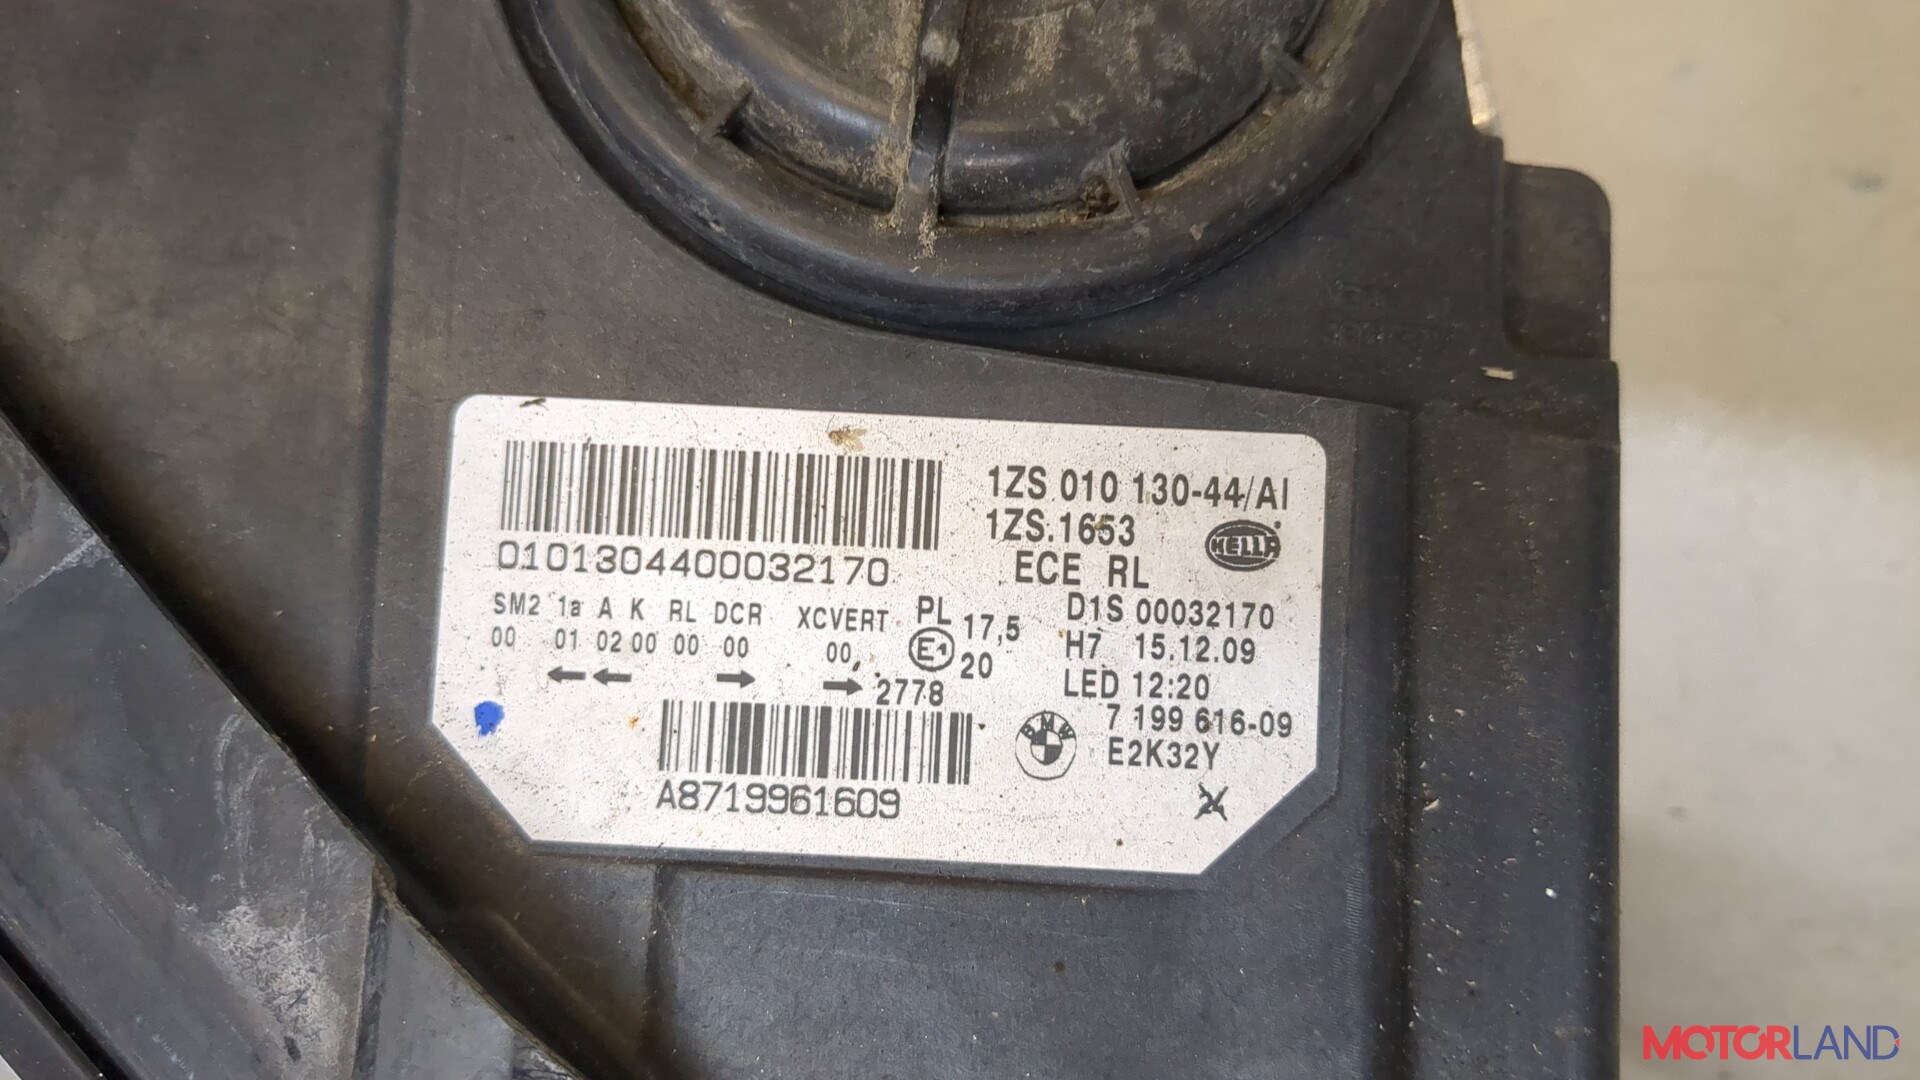 1ZS 010 130-44/AI
1ZS.1653
HELLA
ECE RL
0101304400032170
SM2 1a A K RL DCR XCVERT
00 01 02 00 00 00 00
← ← → →
PL 17,5
E1 20
2778
D1S 00032170
H7 15.12.09
LED 12:20
7 199 616-09
BMW
E2K32Y
A8719961609
MOTORLAND